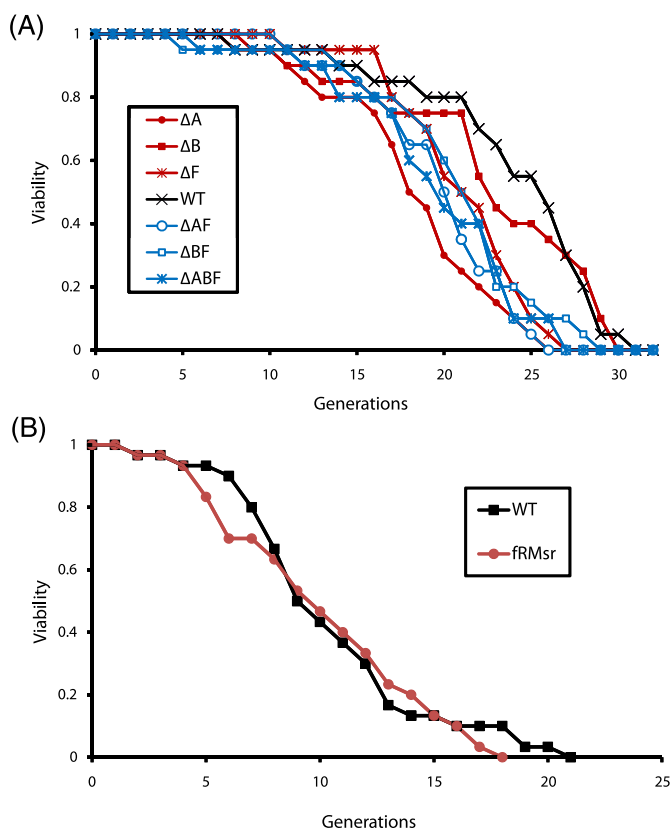 (A)
Viability
1
0.8
0.6
0.4
0.2
0
ΔA
ΔB
ΔF
WT
ΔAF
ΔBF
ΔABF
0 5 10 15 20 25 30
Generations
(B)
Viability
1
0.8
0.6
0.4
0.2
0
WT
fRMsr
0 5 10 15 20 25
Generations